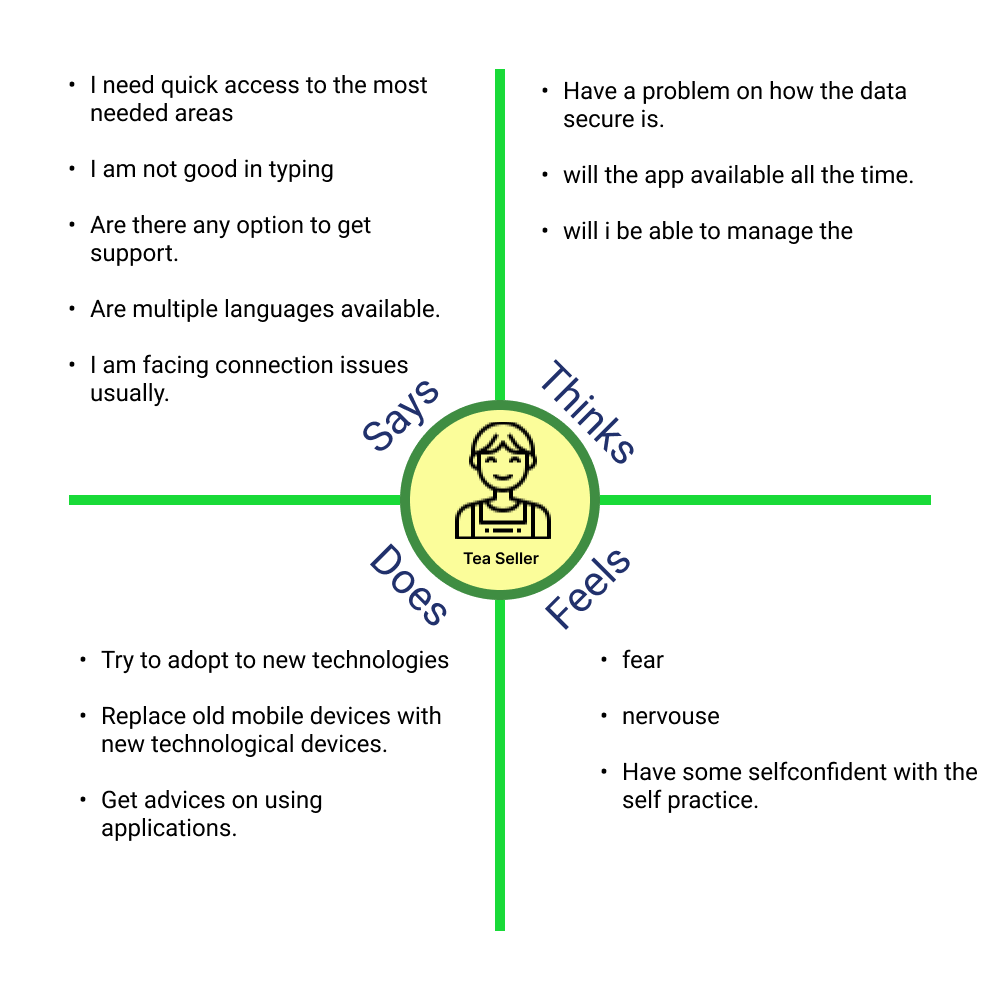 • I need quick access to the most
needed areas
• I am not good in typing
• Are there any option to get
support.
• Are multiple languages available.
• I am facing connection issues
usually.
Says
• Have a problem on how the data
secure is.
• will the app available all the time.
• will i be able to manage the
Thinks
Tea Seller
Does
• Try to adopt to new technologies
• Replace old mobile devices with
new technological devices.
• Get advices on using
applications.
Feels
• fear
• nervouse
• Have some selfconfident with the
self practice.